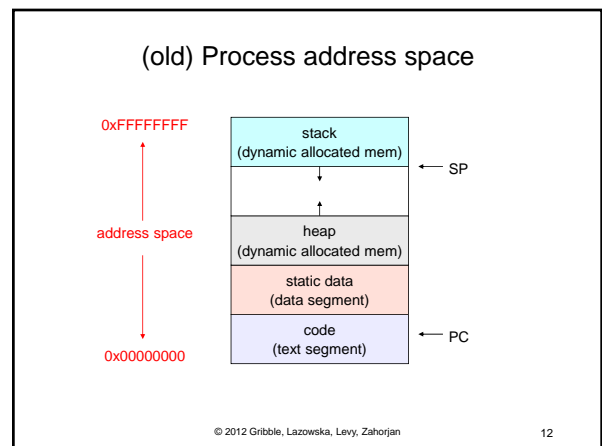 (old) Process address space
0xFFFFFFFF
stack
(dynamic allocated mem)
SP
address space
heap
(dynamic allocated mem)
static data
(data segment)
code
(text segment)
PC
0x00000000
© 2012 Gribble, Lazowska, Levy, Zahorjan
12